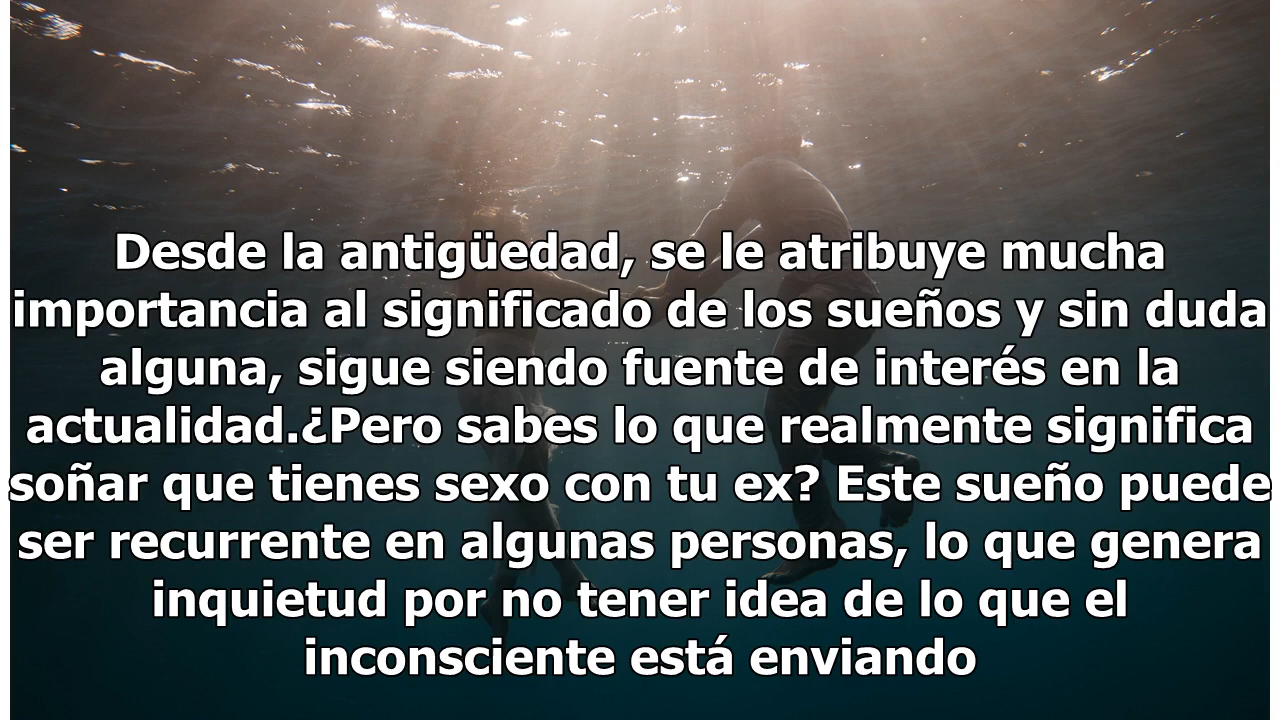 Desde la antigüedad, se le atribuye mucha
importancia al significado de los sueños y sin duda
alguna, sigue siendo fuente de interés en la
actualidad.¿Pero sabes lo que realmente significa
soñar que tienes sexo con tu ex? Este sueño puede
ser recurrente en algunas personas, lo que genera
inquietud por no tener idea de lo que el
inconsciente está enviando